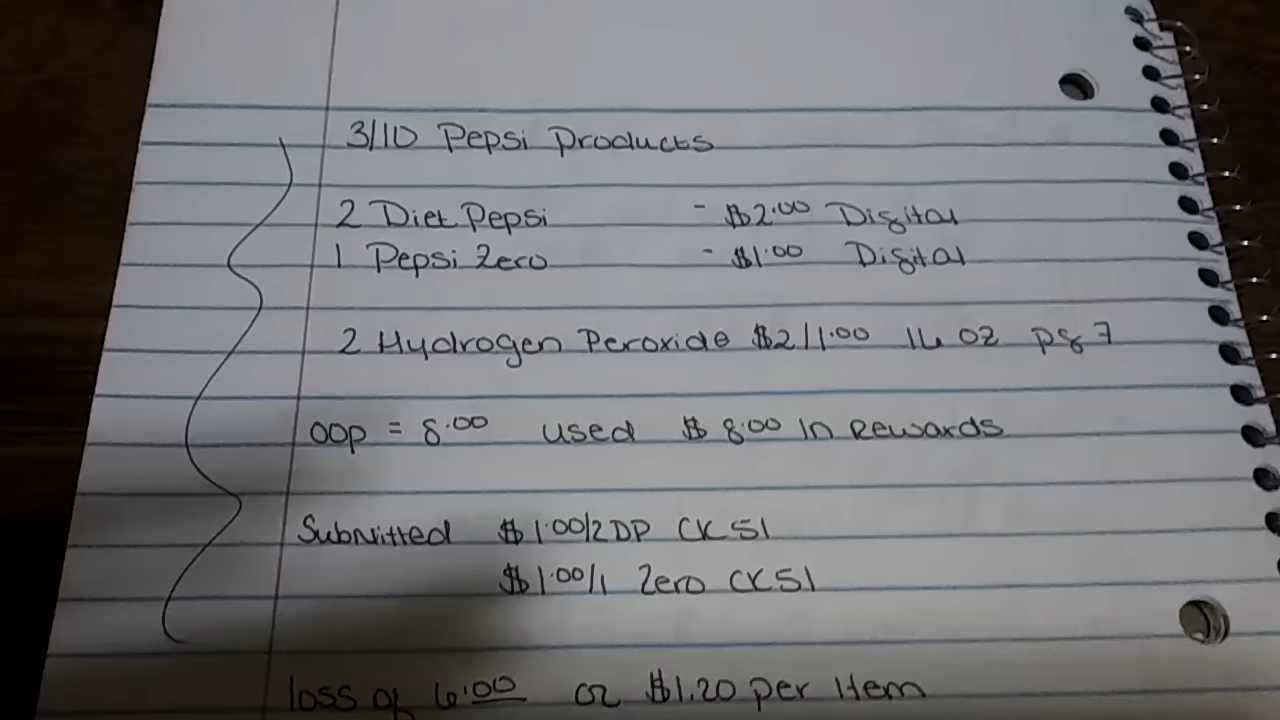 3/10 Pepsi Products
2 Diet Pepsi - $2.00 Digital
1 Pepsi Zero - $1.00 Digital
2 Hydrogen Peroxide $2/1.00 16 oz pg 7
OOP = 8.00 used $8.00 in Rewards
Submitted $1.00/2 DP CK51
$1.00/1 Zero CK51
loss of 6.00 or $1.20 per item